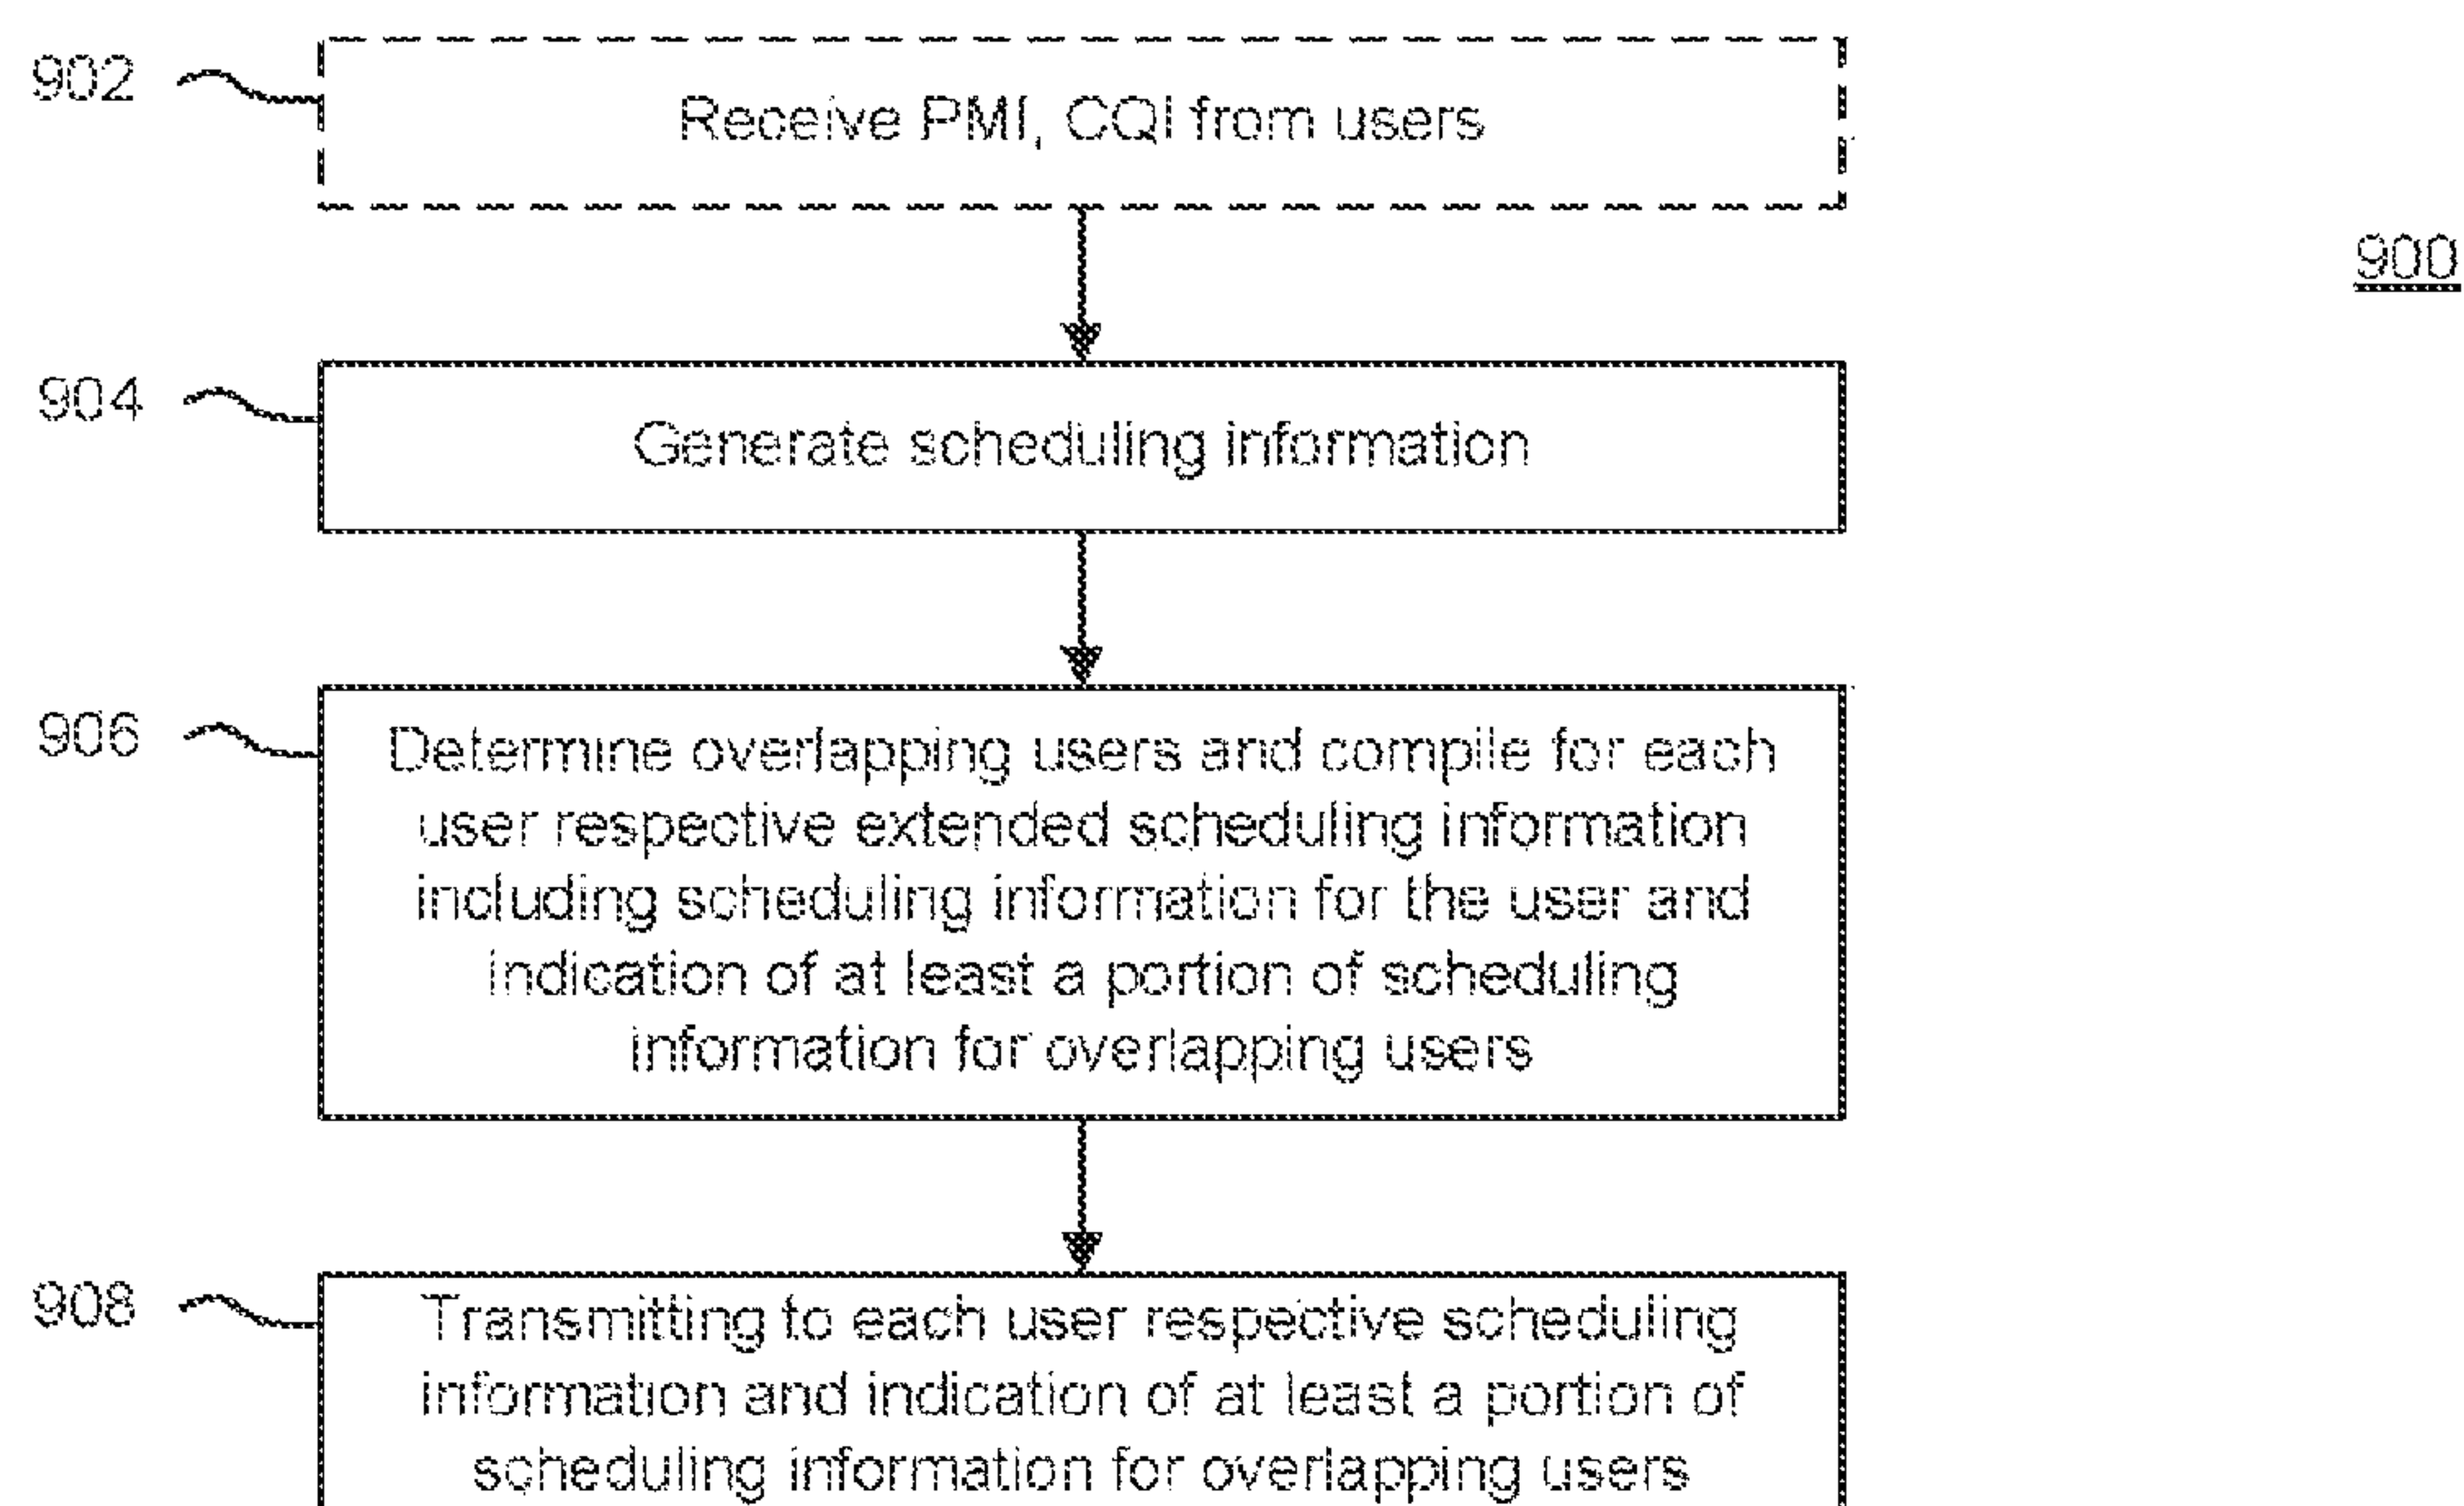 902
Receive PMI, CQI from users
900
904
Generate scheduling information
906
Determine overlapping users and compile for each
user respective extended scheduling information
including scheduling information for the user and
indication of at least a portion of scheduling
information for overlapping users
908
Transmitting to each user respective scheduling
information and indication of at least a portion of
scheduling information for overlapping users